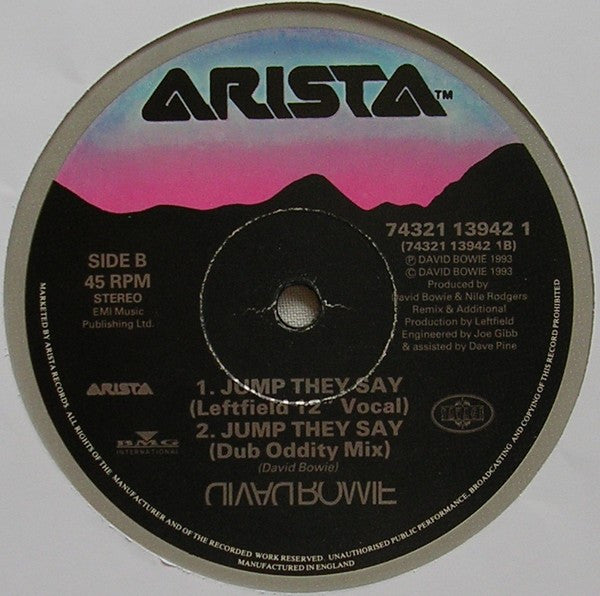 ARISTA™
74321 13942 1
(74321 13942 1B)
℗ DAVID BOWIE 1993
© DAVID BOWIE 1993
Produced by
David Bowie & Nile Rodgers
Remix & Additional
Production by Leftfield
Engineered by Joe Gibb
& assisted by Dave Pine
SIDE B
45 RPM
STEREO
EMI Music
Publishing Ltd.
ARISTA
BMG
INTERNATIONAL
1. JUMP THEY SAY
(Leftfield 12" Vocal)
2. JUMP THEY SAY
(Dub Oddity Mix)
(David Bowie)
DAVID BOWIE
MARKETED BY ARISTA RECORDS. ALL RIGHTS OF THE MANUFACTURER AND OF THE RECORDED WORK RESERVED. UNAUTHORISED PUBLIC PERFORMANCE, BROADCASTING AND COPYING OF THIS RECORD PROHIBITED
MANUFACTURED IN ENGLAND